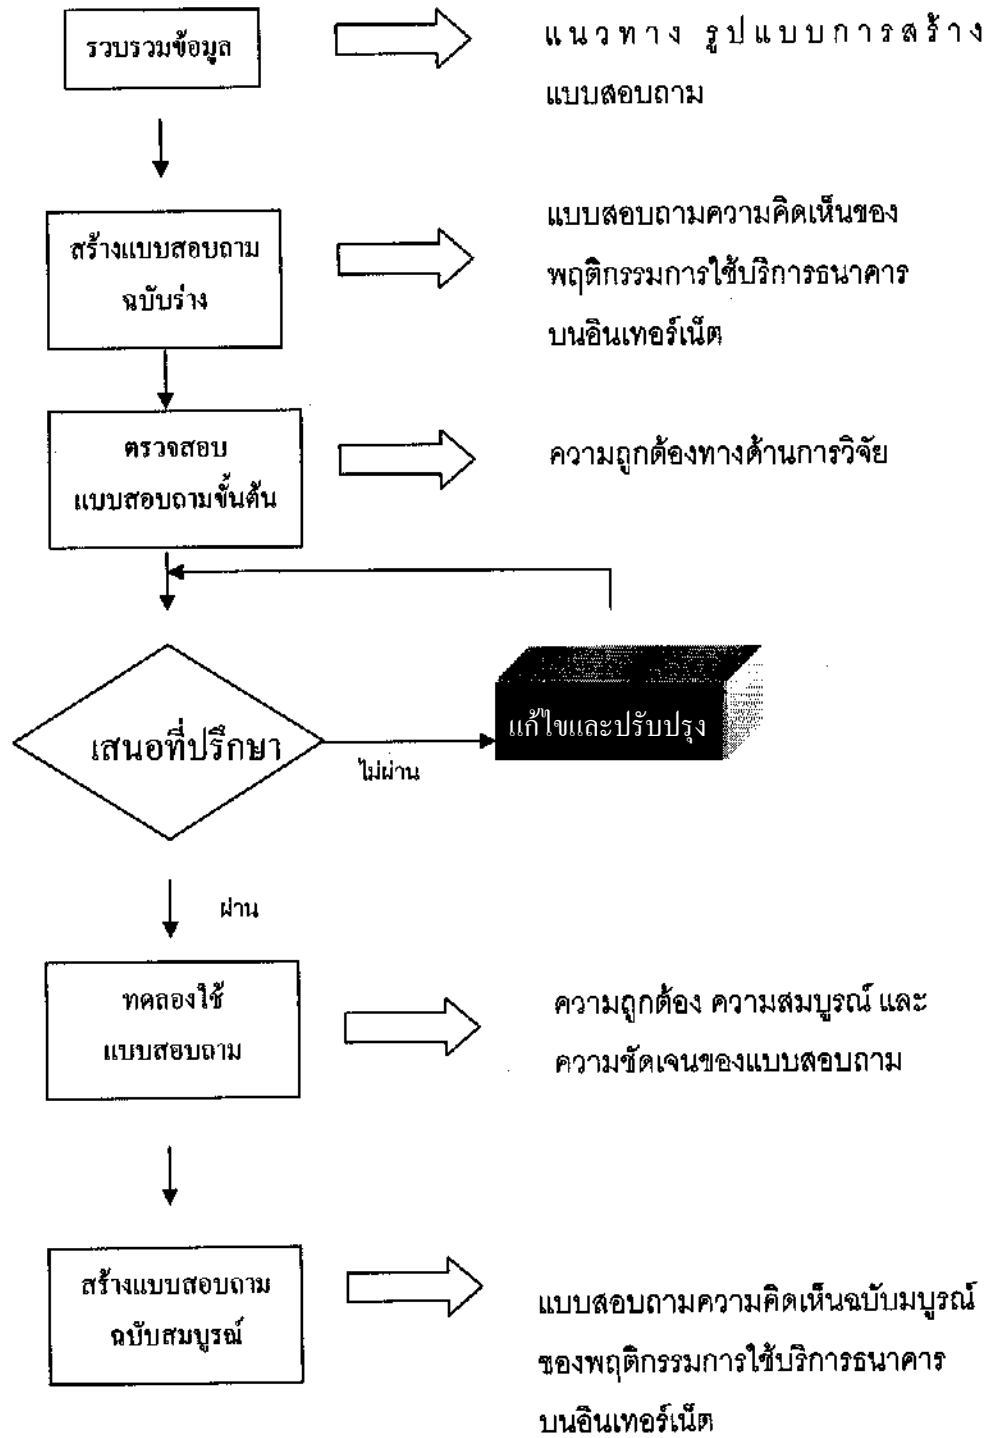 รวบรวมข้อมูล
แนวทาง รูปแบบการสร้าง
แบบสอบถาม
สร้างแบบสอบถาม
ฉบับร่าง
แบบสอบถามความคิดเห็นของ
พฤติกรรมการใช้บริการธนาคาร
บนอินเทอร์เน็ต
ตรวจสอบ
แบบสอบถามขั้นต้น
ความถูกต้องทางด้านการวิจัย
เสนอที่ปรึกษา
ไม่ผ่าน
แก้ไขและปรับปรุง
ผ่าน
ทดลองใช้
แบบสอบถาม
ความถูกต้อง ความสมบูรณ์ และ
ความชัดเจนของแบบสอบถาม
สร้างแบบสอบถาม
ฉบับสมบูรณ์
แบบสอบถามความคิดเห็นฉบับมบูรณ์
ของพฤติกรรมการใช้บริการธนาคาร
บนอินเทอร์เน็ต